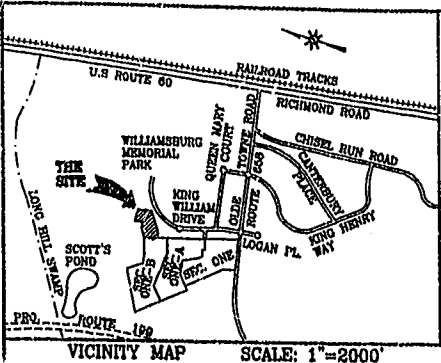 U.S ROUTE 60
RAILROAD TRACKS
RICHMOND ROAD
WILLIAMSBURG
MEMORIAL
PARK
QUEEN MARY
COURT
OLDE TOWNE ROAD
ROUTE 658
CHISEL RUN ROAD
CANTERBURY
PLACE
KING HENRY
WAY
THE
SITE
KING
WILLIAM
DRIVE
LOGAN PL.
LONG HILL SWAMP
SCOTT'S
POND
SEC.
ONE-B
SEC.
ONE-A
SEC. ONE
PRO. ROUTE 199
VICINITY MAP SCALE: 1"=2000'